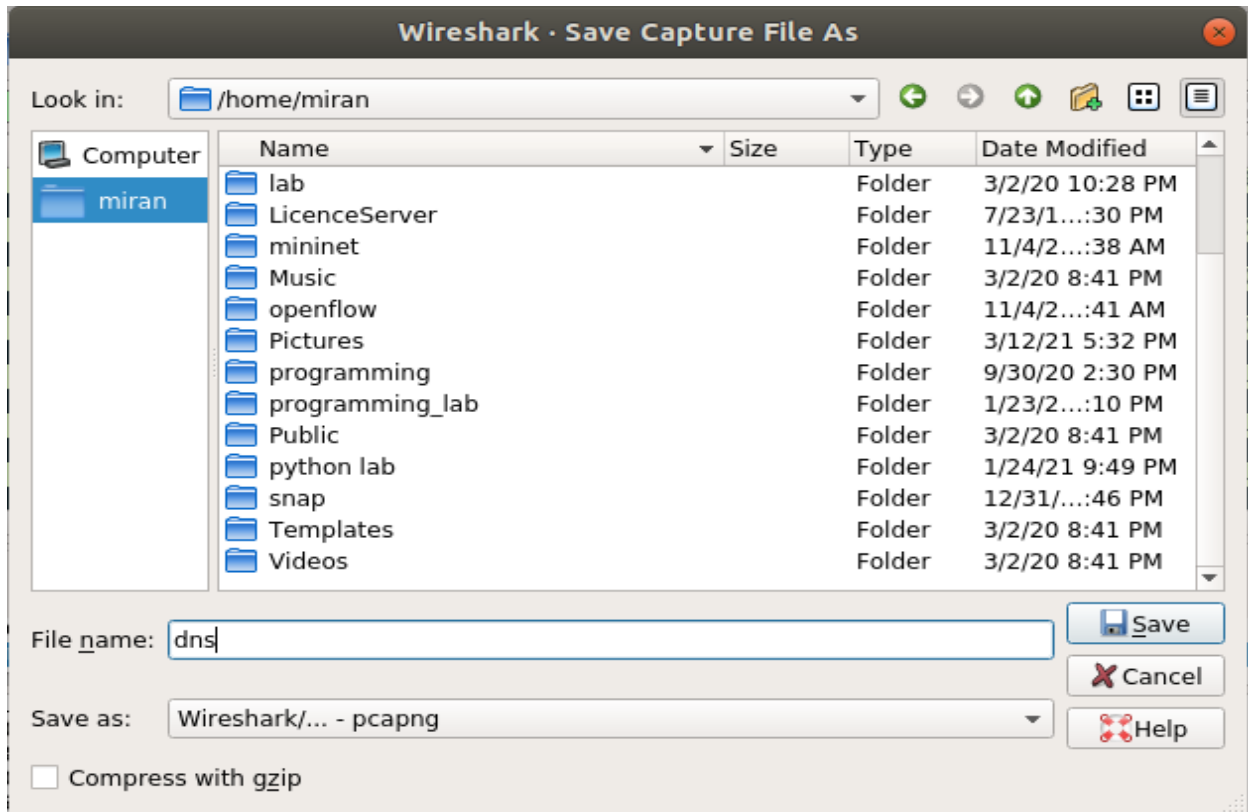 Wireshark · Save Capture File As
Look in: /home/miran
Computer
miran
Name Size Type Date Modified
lab Folder 3/2/20 10:28 PM
LicenceServer Folder 7/23/1...:30 PM
mininet Folder 11/4/2...:38 AM
Music Folder 3/2/20 8:41 PM
openflow Folder 11/4/2...:41 AM
Pictures Folder 3/12/21 5:32 PM
programming Folder 9/30/20 2:30 PM
programming_lab Folder 1/23/2...:10 PM
Public Folder 3/2/20 8:41 PM
python lab Folder 1/24/21 9:49 PM
snap Folder 12/31/...:46 PM
Templates Folder 3/2/20 8:41 PM
Videos Folder 3/2/20 8:41 PM
File name: dns
Save
Cancel
Save as: Wireshark/... - pcapng
Help
Compress with gzip